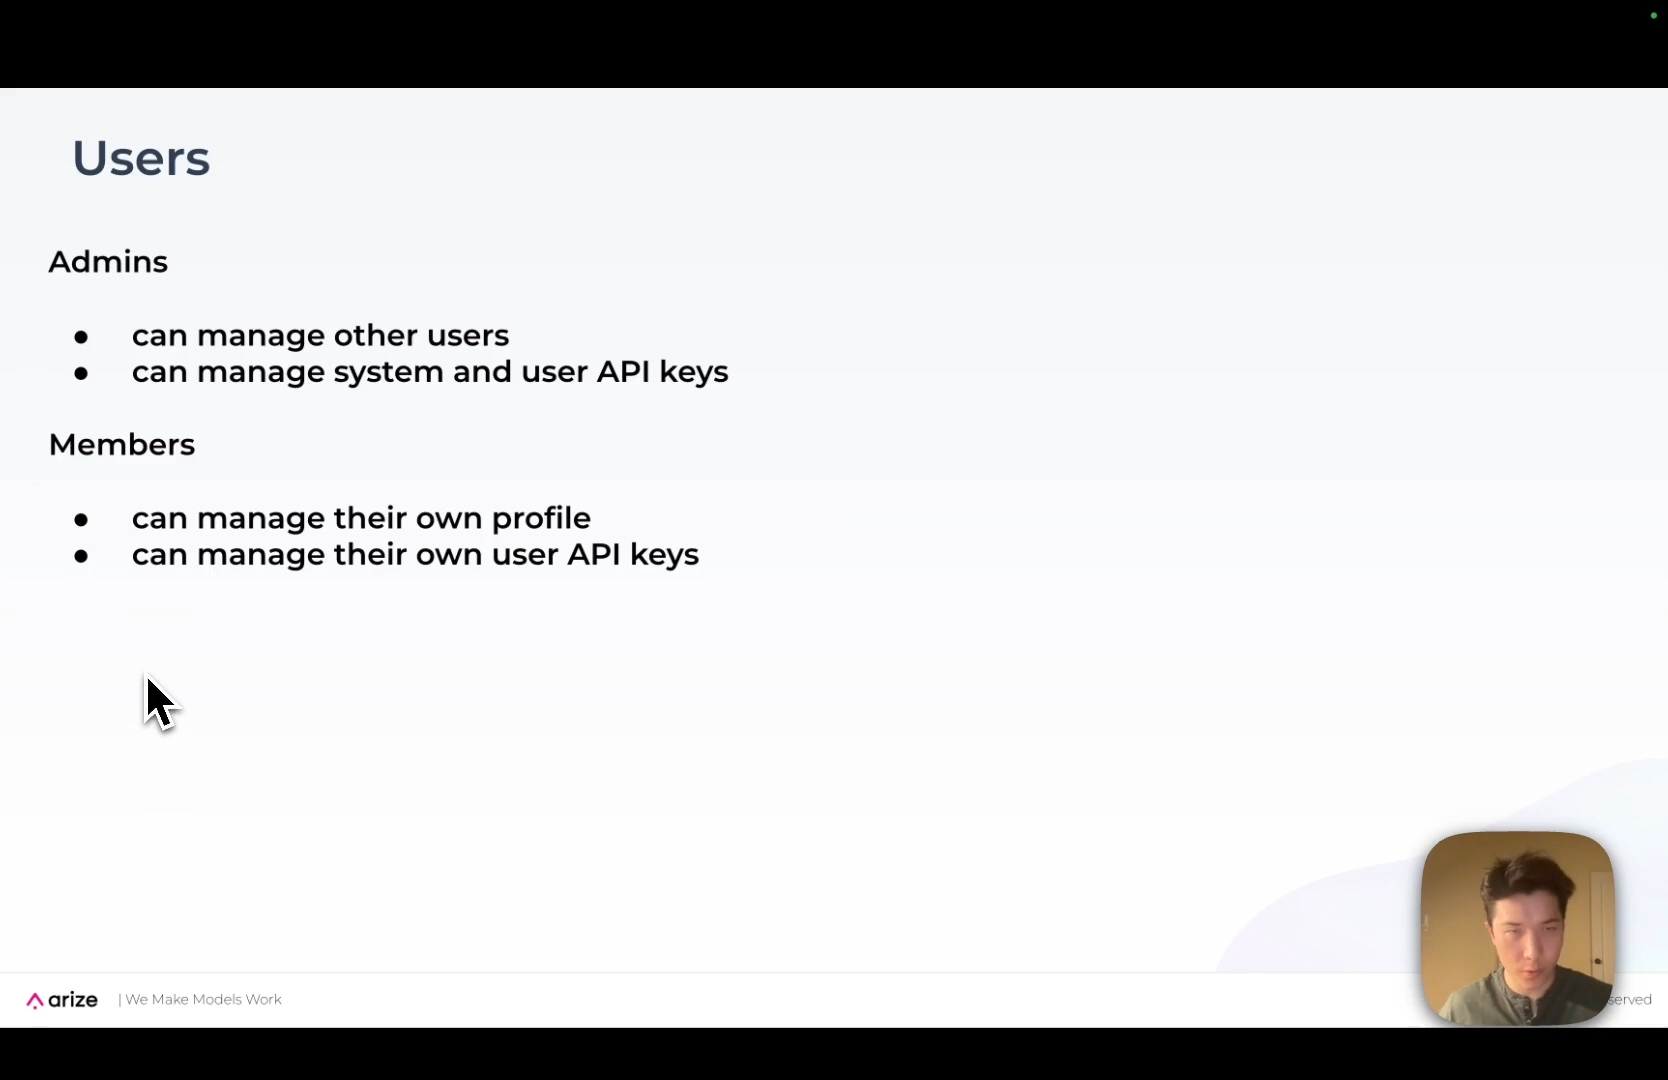 Users
Admins
● can manage other users
● can manage system and user API keys
Members
● can manage their own profile
● can manage their own user API keys
arize | We Make Models Work
served